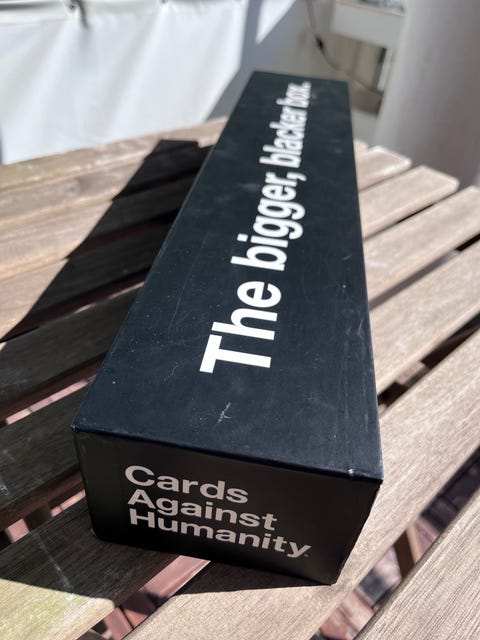 The bigger, blacker box.
Cards
Against
Humanity.